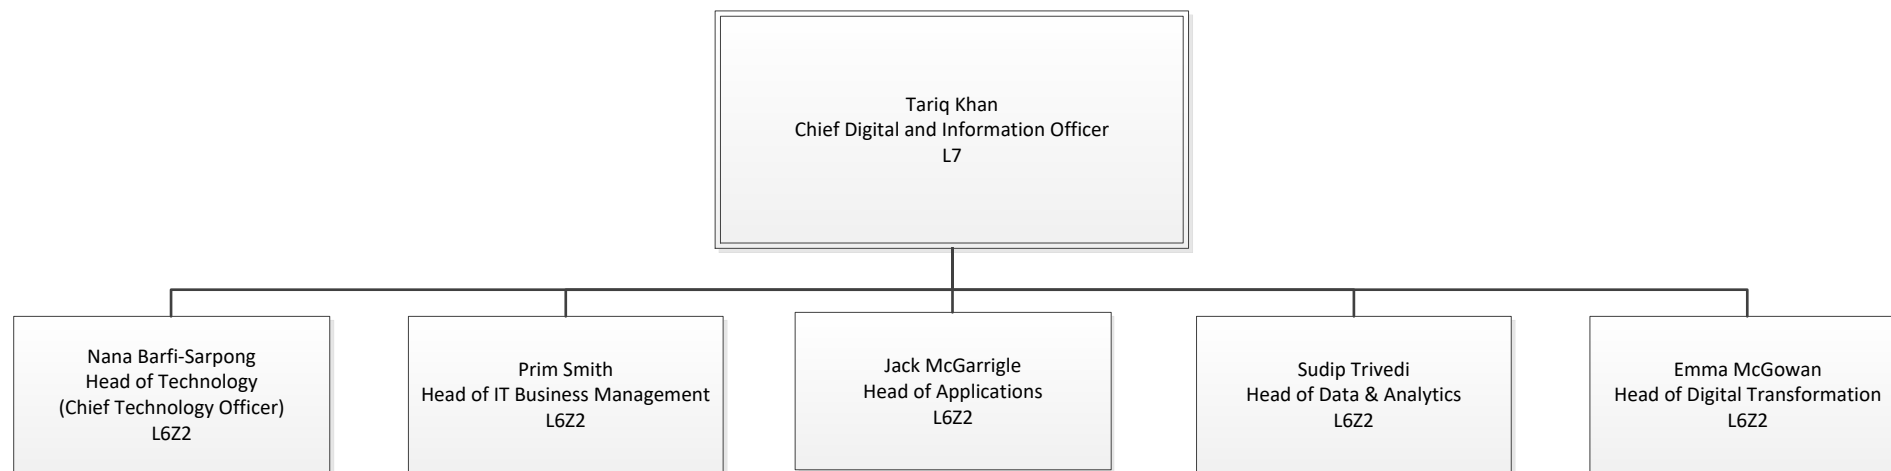 Tariq Khan
Chief Digital and Information Officer
L7
Nana Barfi-Sarpong
Head of Technology
(Chief Technology Officer)
L6Z2
Prim Smith
Head of IT Business Management
L6Z2
Jack McGarrigle
Head of Applications
L6Z2
Sudip Trivedi
Head of Data & Analytics
L6Z2
Emma McGowan
Head of Digital Transformation
L6Z2